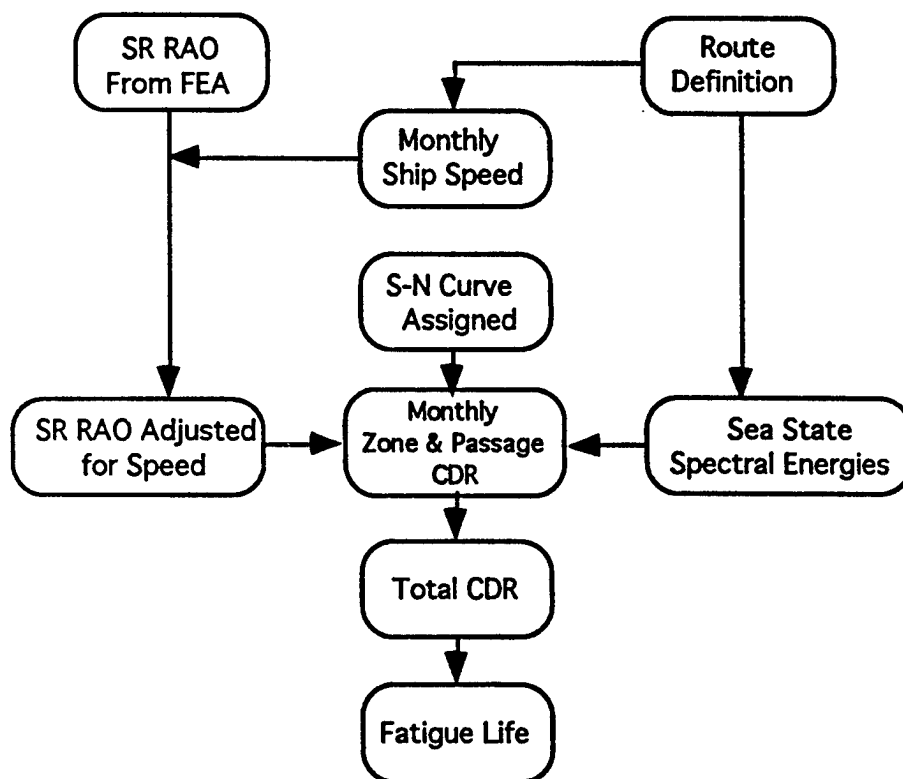 SR RAO
From FEA
Route
Definition
Monthly
Ship Speed
S-N Curve
Assigned
SR RAO Adjusted
for Speed
Monthly
Zone & Passage
CDR
Sea State
Spectral Energies
Total CDR
Fatigue Life